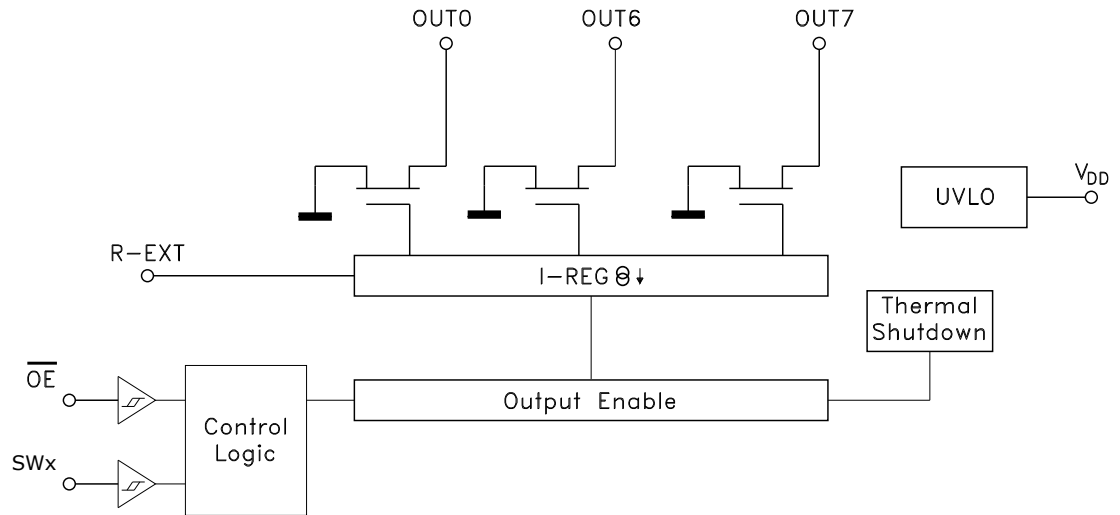 OUT0
OUT6
OUT7
UVLO
VDD
R-EXT
I-REG
Thermal
Shutdown
OE
Output Enable
Control
Logic
SWx